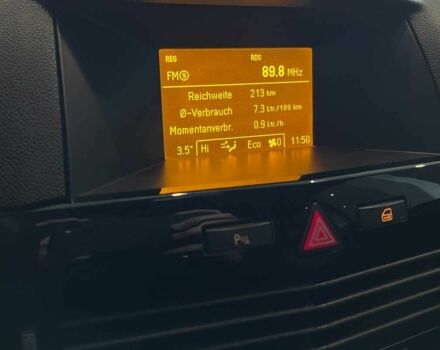 REG RDS
FM 89.8 MHz
Reichweite 213 km
Ø-Verbrauch 7.3 Ltr./100 km
Momentanverbr. 0.9 Ltr./h
3.5° Hi Eco 0 11:50
P